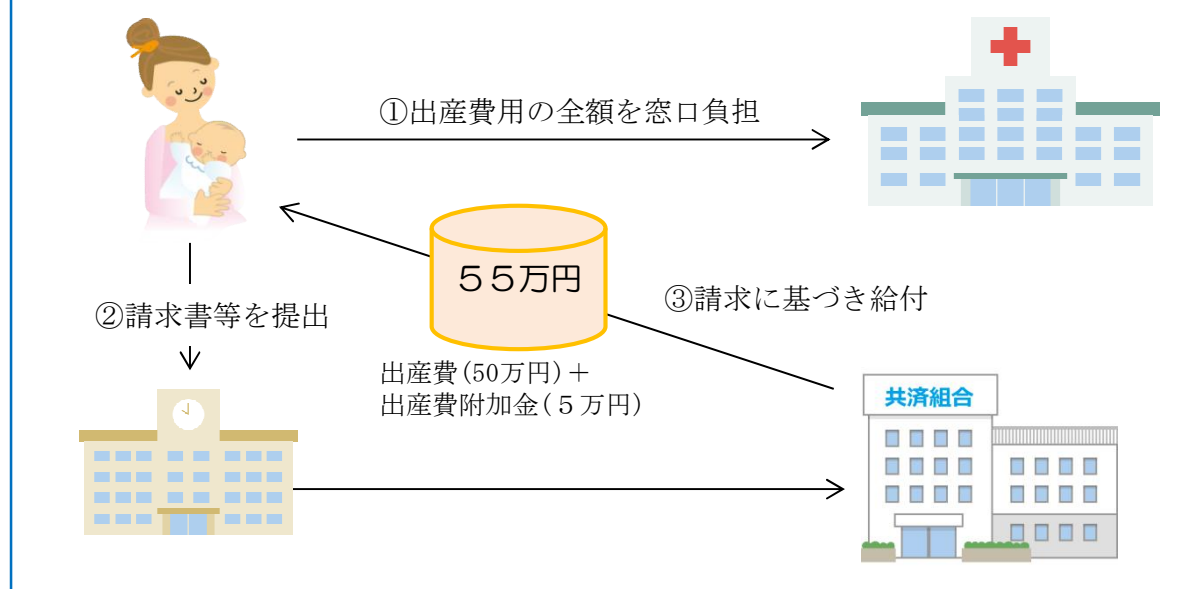 ①出産費用の全額を窓口負担
５５万円
②請求書等を提出
③請求に基づき給付
出産費(50万円)＋
出産費附加金(５万円)
共済組合